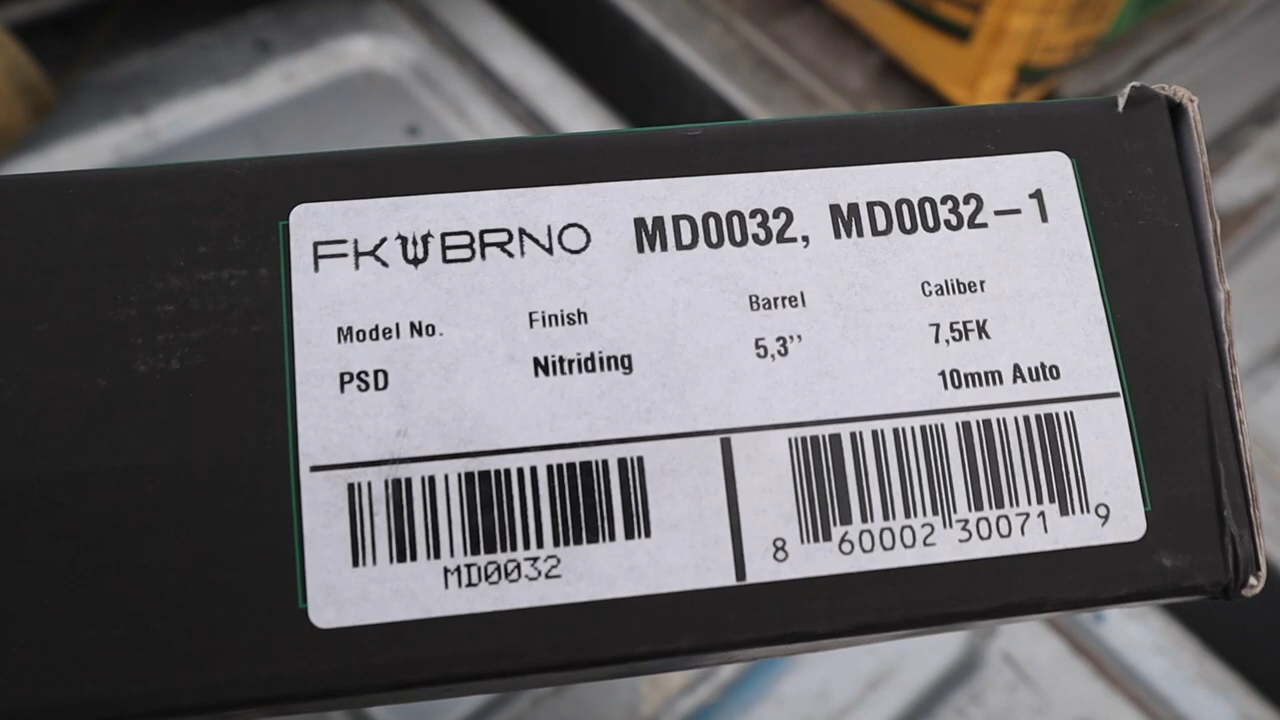 FK BRNO MD0032, MD0032-1
Model No. Finish Barrel Caliber
PSD Nitriding 5,3’’ 7,5FK
10mm Auto
MD0032
8 60002 30071 9